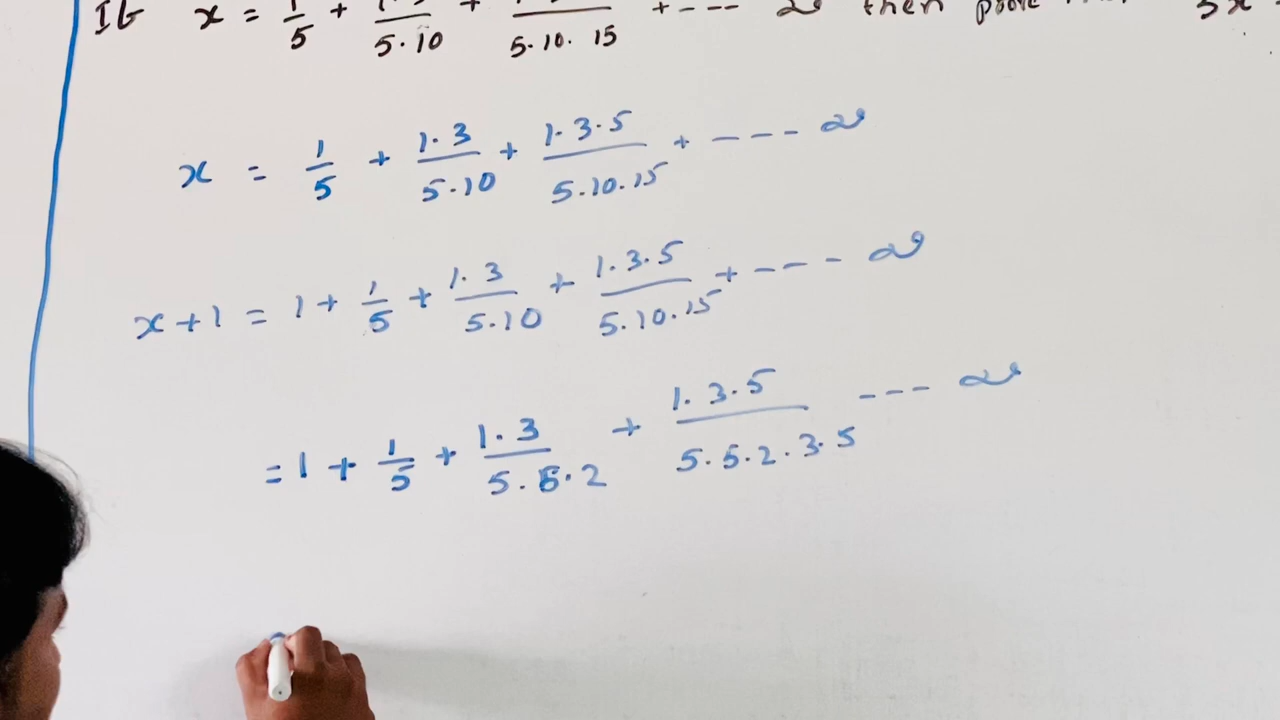 If x = 1/5 + 1·3/5·10 + 1·3·5/5·10·15 + ---- ∞ then prove 3x
x = 1/5 + 1·3/5·10 + 1·3·5/5·10·15 + ---- ∞
x+1 = 1 + 1/5 + 1·3/5·10 + 1·3·5/5·10·15 + ---- ∞
= 1 + 1/5 + 1·3/5·5·2 + 1·3·5/5·5·2·3·5 --- ∞